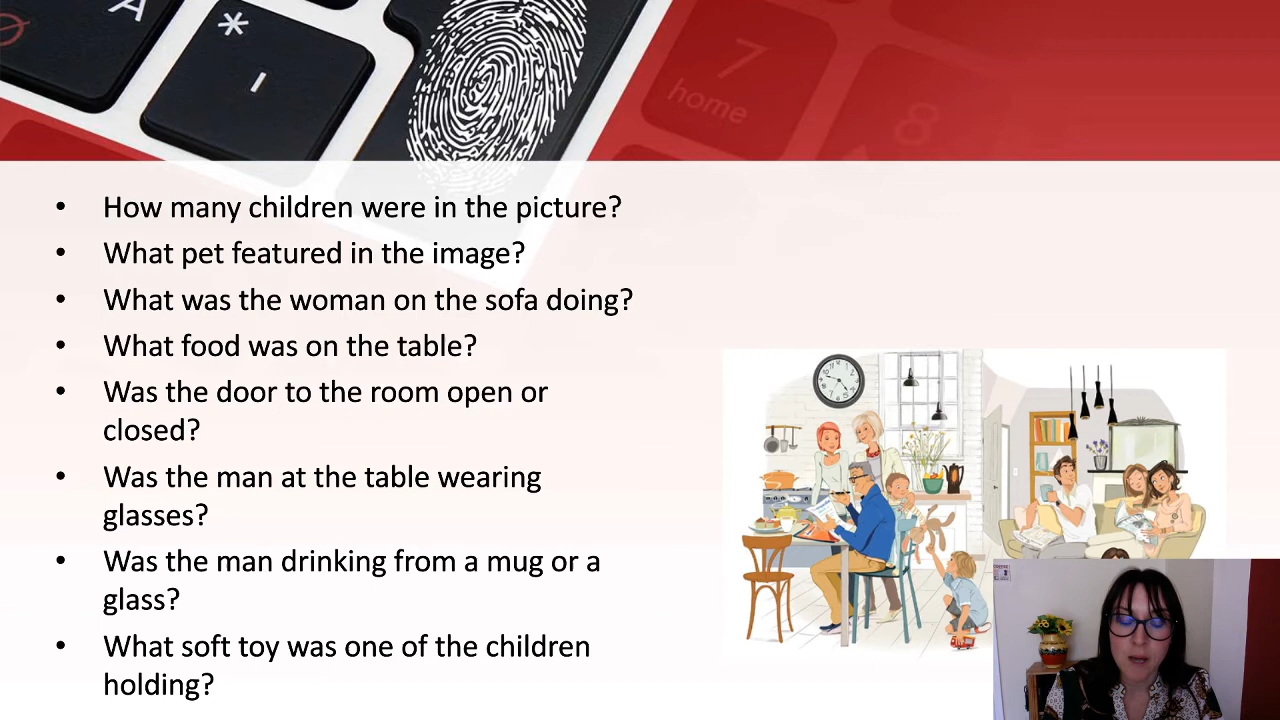 A
*
7
home
8
• How many children were in the picture?
• What pet featured in the image?
• What was the woman on the sofa doing?
• What food was on the table?
• Was the door to the room open or
closed?
• Was the man at the table wearing
glasses?
• Was the man drinking from a mug or a
glass?
• What soft toy was one of the children
holding?